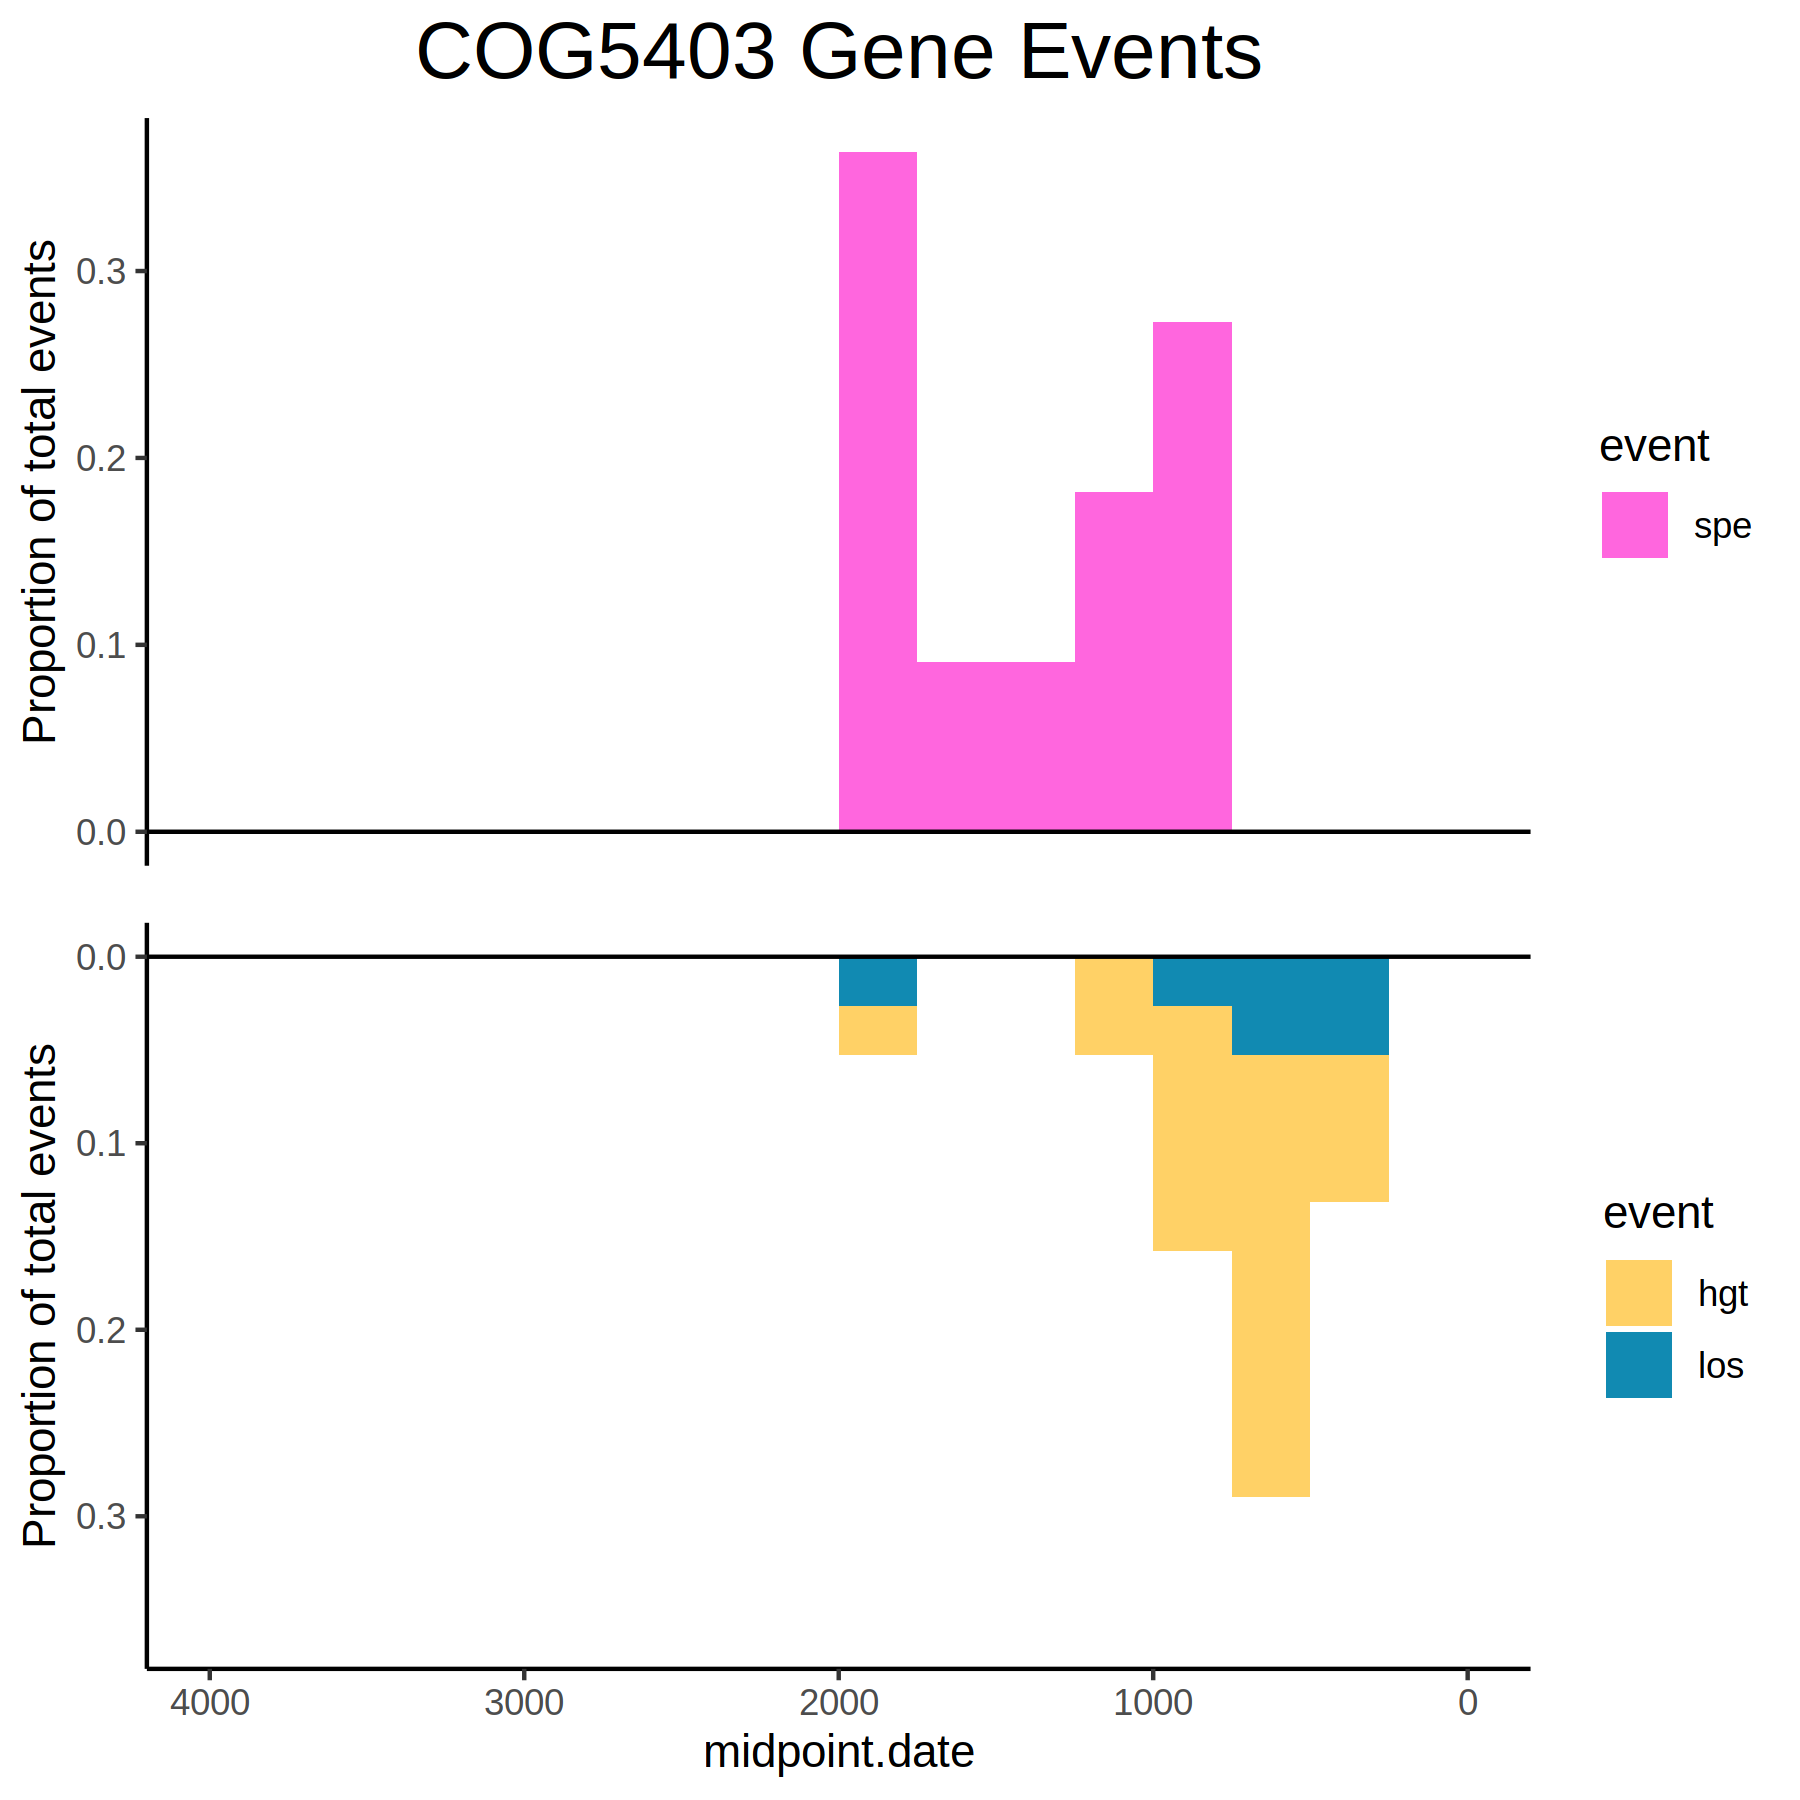 COG5403 Gene Events
Proportion of total events
0.3
0.2
0.1
0.0
event
spe
Proportion of total events
0.0
0.1
0.2
0.3
event
hgt
los
4000 3000 2000 1000 0
midpoint.date